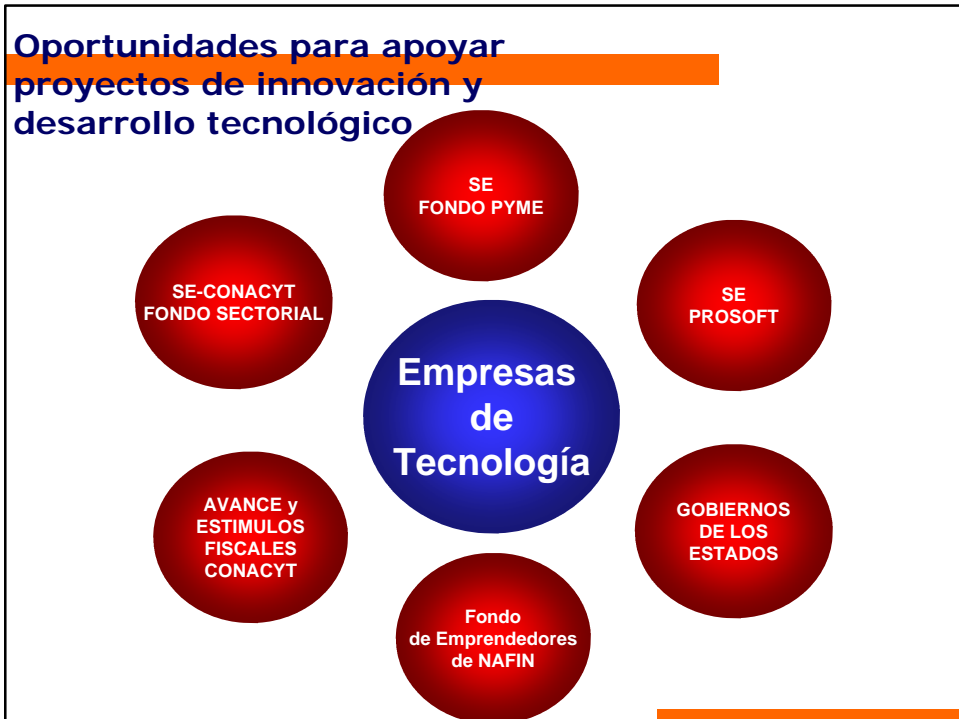 Oportunidades para apoyar
proyectos de innovación y
desarrollo tecnológico
SE
FONDO PYME
SE-CONACYT
FONDO SECTORIAL
SE
PROSOFT
Empresas
de
Tecnología
AVANCE y
ESTIMULOS
FISCALES
CONACYT
GOBIERNOS
DE LOS
ESTADOS
Fondo
de Emprendedores
de NAFIN